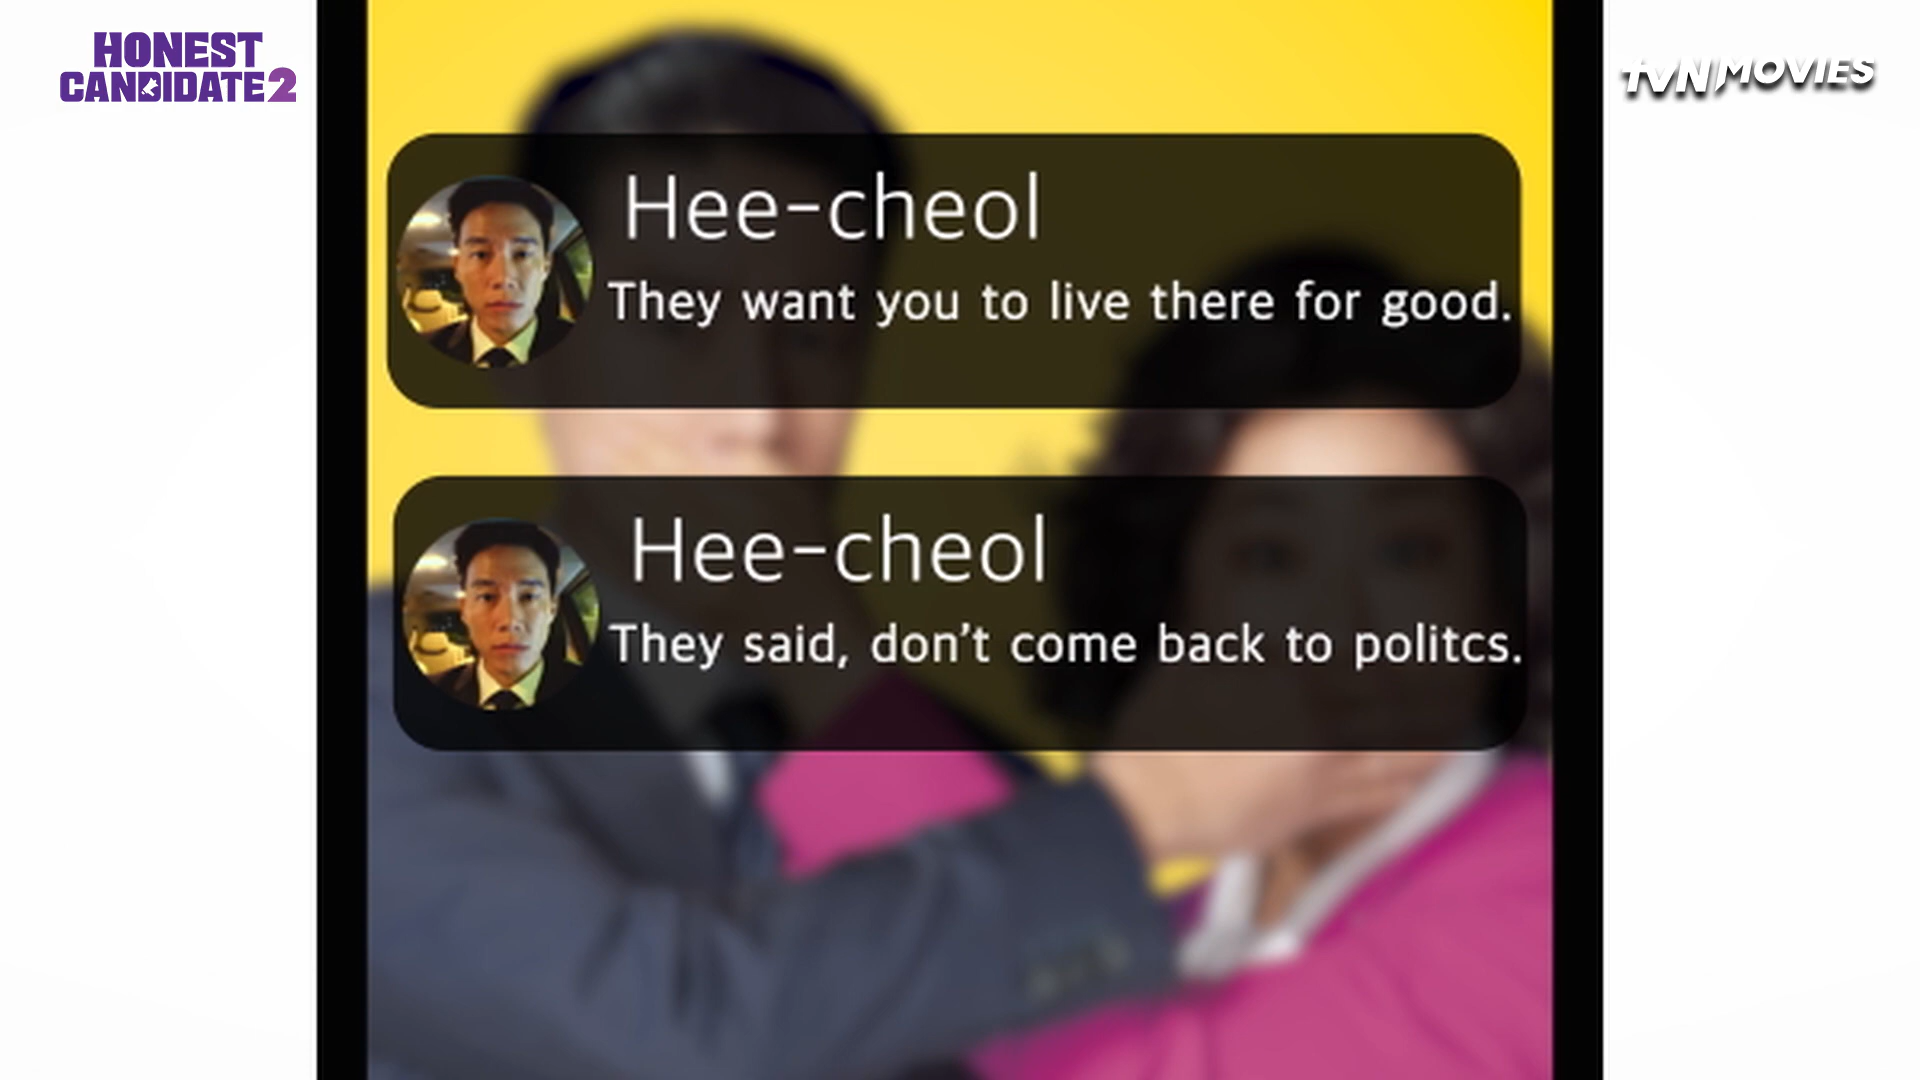 HONEST
CANDIDATE2
tvN MOVIES
Hee-cheol
They want you to live there for good.
Hee-cheol
They said, don’t come back to politcs.